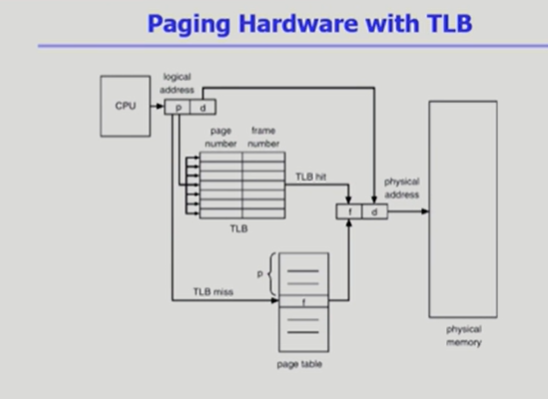 Paging Hardware with TLB
logical
address
CPU
p d
page frame
number number
TLB hit
physical
address
f d
TLB
p
TLB miss
f
physical
memory
page table